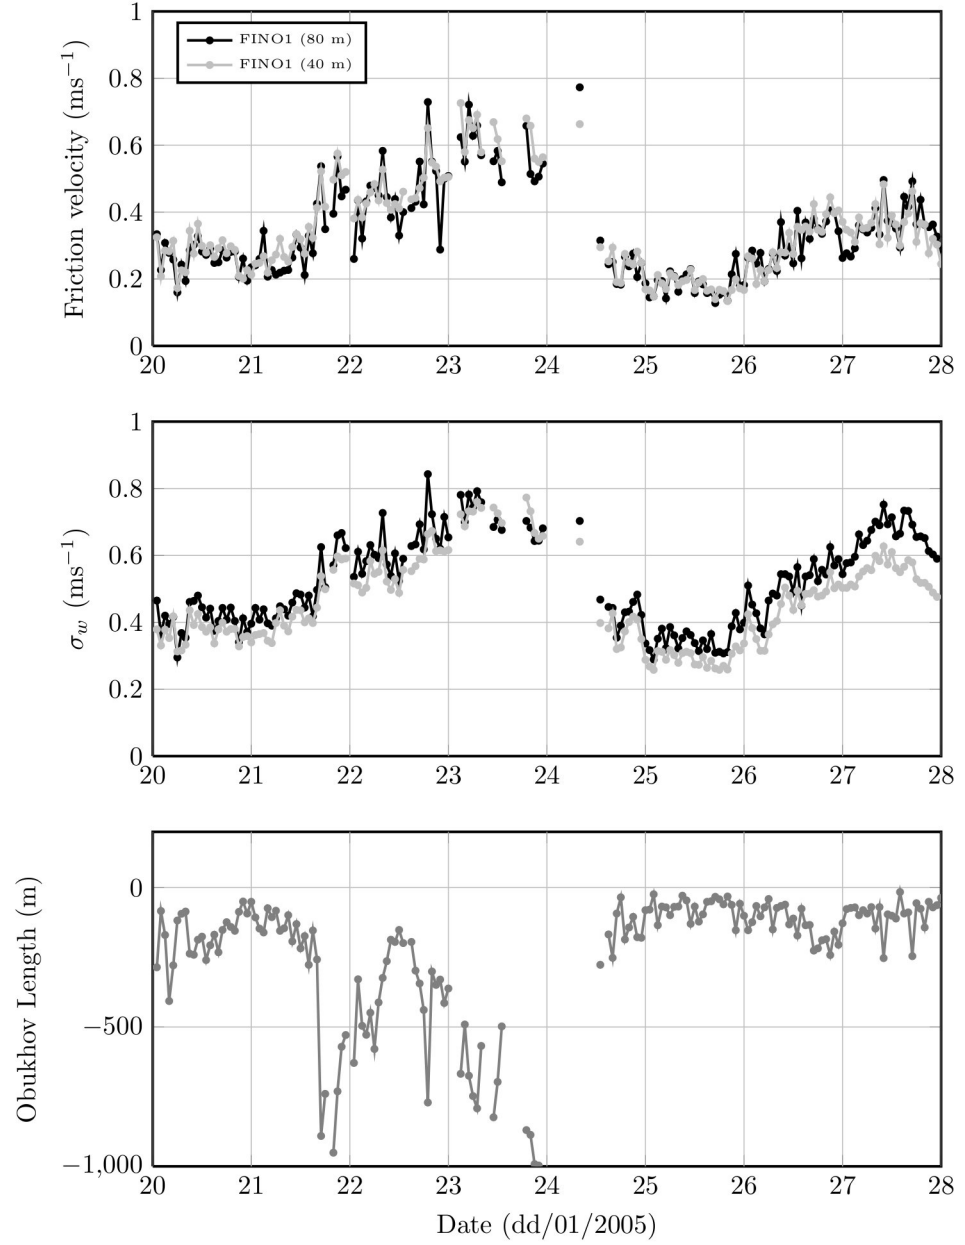 1
0.8
0.6
0.4
0.2
0
Friction velocity (ms⁻¹)
FINO1 (80 m)
FINO1 (40 m)
20 21 22 23 24 25 26 27 28
1
0.8
0.6
0.4
0.2
0
σw (ms⁻¹)
20 21 22 23 24 25 26 27 28
0
−500
−1,000
Obukhov Length (m)
20 21 22 23 24 25 26 27 28
Date (dd/01/2005)